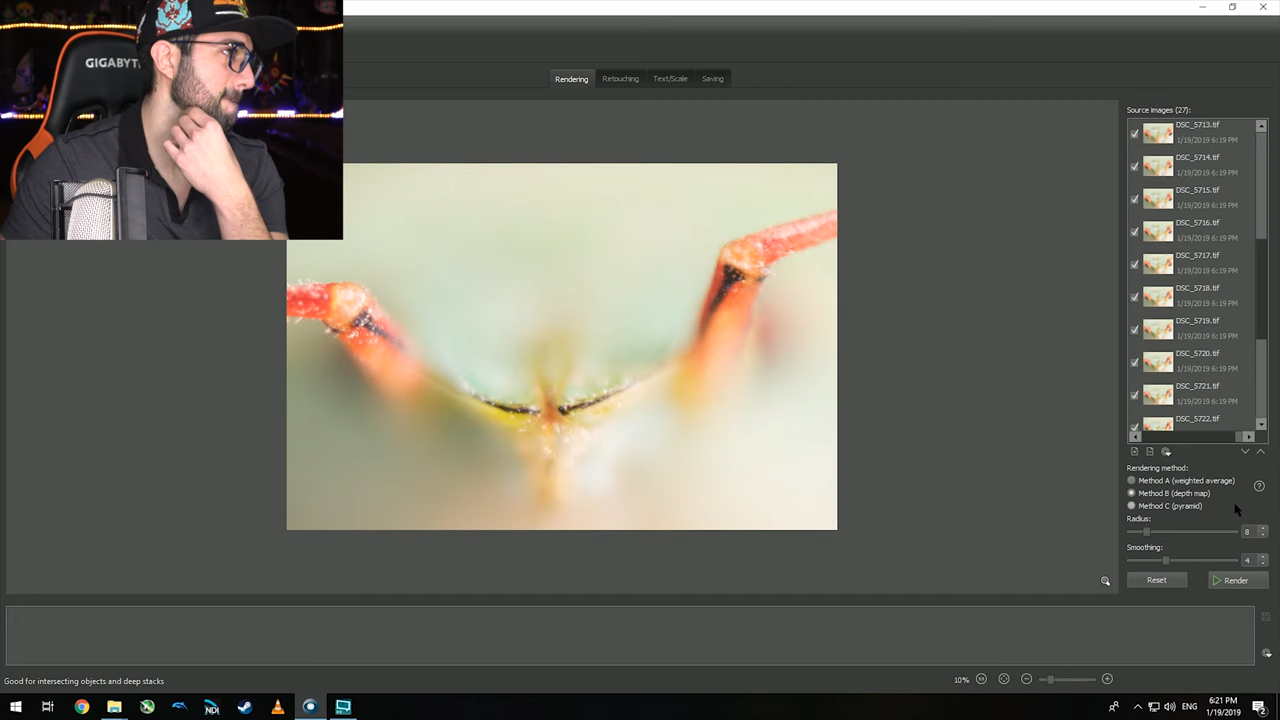 GIGABYT
Rendering
Retouching
Text/Scale
Saving
Source images (27):
DSC_5713.tif
1/19/2019 6:19 PM
DSC_5714.tif
1/19/2019 6:19 PM
DSC_5715.tif
1/19/2019 6:19 PM
DSC_5716.tif
1/19/2019 6:19 PM
DSC_5717.tif
1/19/2019 6:19 PM
DSC_5718.tif
1/19/2019 6:19 PM
DSC_5719.tif
1/19/2019 6:19 PM
DSC_5720.tif
1/19/2019 6:19 PM
DSC_5721.tif
1/19/2019 6:19 PM
DSC_5722.tif
Rendering method:
Method A (weighted average)
Method B (depth map)
Method C (pyramid)
Radius:
8
Smoothing:
4
Reset
Render
Good for intersecting objects and deep stacks
10%
NDI
ENG
6:21 PM
1/19/2019
2